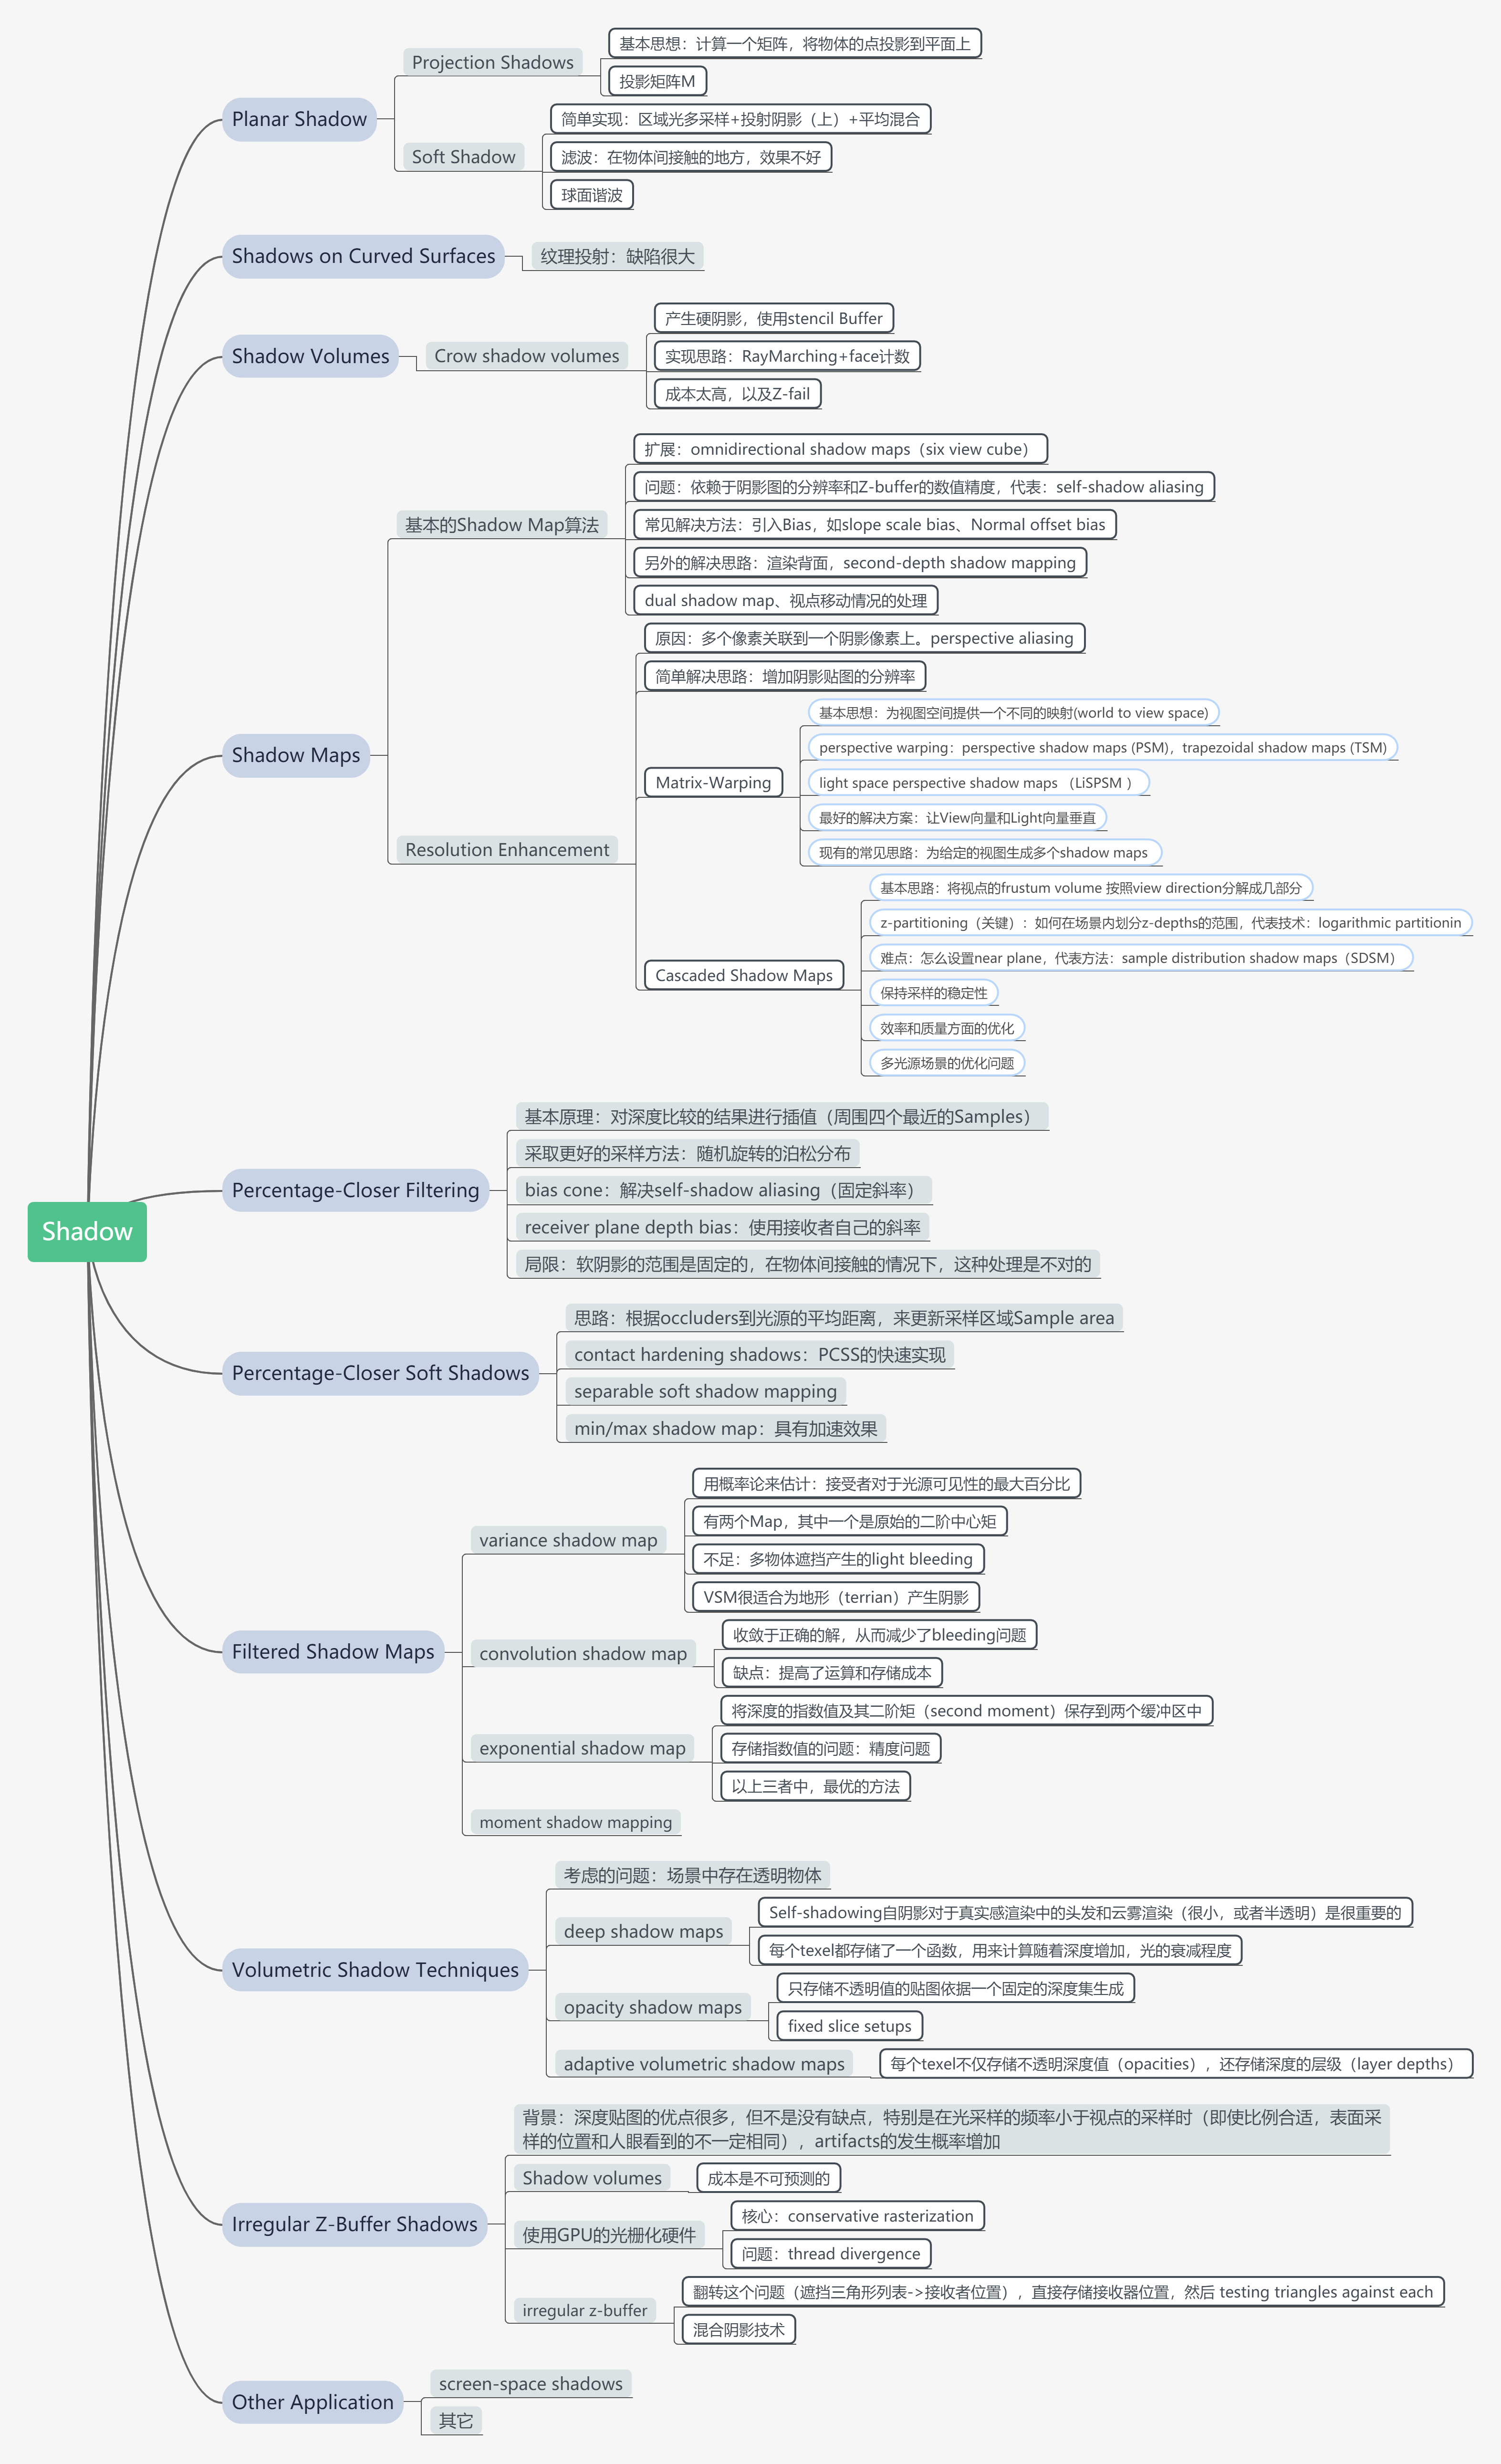 Shadow
Planar Shadow
Projection Shadows
基本思想：计算一个矩阵，将物体的点投影到平面上
投影矩阵M
Soft Shadow
简单实现：区域光多采样+投射阴影（上）+平均混合
滤波：在物体间接触的地方，效果不好
球面谐波
Shadows on Curved Surfaces
纹理投射：缺陷很大
Shadow Volumes
Crow shadow volumes
产生硬阴影，使用stencil Buffer
实现思路：RayMarching+face计数
成本太高，以及Z-fail
Shadow Maps
基本的Shadow Map算法
扩展：omnidirectional shadow maps（six view cube）
问题：依赖于阴影图的分辨率和Z-buffer的数值精度，代表：self-shadow aliasing
常见解决方法：引入Bias，如slope scale bias、Normal offset bias
另外的解决思路：渲染背面，second-depth shadow mapping
dual shadow map、视点移动情况的处理
Resolution Enhancement
原因：多个像素关联到一个阴影像素上。perspective aliasing
简单解决思路：增加阴影贴图的分辨率
Matrix-Warping
基本思想：为视图空间提供一个不同的映射(world to view space)
perspective warping：perspective shadow maps (PSM)，trapezoidal shadow maps (TSM)
light space perspective shadow maps （LiSPSM ）
最好的解决方案：让View向量和Light向量垂直
现有的常见思路：为给定的视图生成多个shadow maps
Cascaded Shadow Maps
基本思路：将视点的frustum volume 按照view direction分解成几部分
z-partitioning（关键）：如何在场景内划分z-depths的范围，代表技术：logarithmic partitionin
难点：怎么设置near plane，代表方法：sample distribution shadow maps（SDSM）
保持采样的稳定性
效率和质量方面的优化
多光源场景的优化问题
Percentage-Closer Filtering
基本原理：对深度比较的结果进行插值（周围四个最近的Samples）
采取更好的采样方法：随机旋转的泊松分布
bias cone：解决self-shadow aliasing（固定斜率）
receiver plane depth bias：使用接收者自己的斜率
局限：软阴影的范围是固定的，在物体间接触的情况下，这种处理是不对的
Percentage-Closer Soft Shadows
思路：根据occluders到光源的平均距离，来更新采样区域Sample area
contact hardening shadows：PCSS的快速实现
separable soft shadow mapping
min/max shadow map：具有加速效果
Filtered Shadow Maps
variance shadow map
用概率论来估计：接受者对于光源可见性的最大百分比
有两个Map，其中一个是原始的二阶中心矩
不足：多物体遮挡产生的light bleeding
VSM很适合为地形（terrian）产生阴影
convolution shadow map
收敛于正确的解，从而减少了bleeding问题
缺点：提高了运算和存储成本
exponential shadow map
将深度的指数值及其二阶矩（second moment）保存到两个缓冲区中
存储指数值的问题：精度问题
以上三者中，最优的方法
moment shadow mapping
Volumetric Shadow Techniques
考虑的问题：场景中存在透明物体
deep shadow maps
Self-shadowing自阴影对于真实感渲染中的头发和云雾渲染（很小，或者半透明）是很重要的
每个texel都存储了一个函数，用来计算随着深度增加，光的衰减程度
opacity shadow maps
只存储不透明值的贴图依据一个固定的深度集生成
fixed slice setups
adaptive volumetric shadow maps
每个texel不仅存储不透明深度值（opacities），还存储深度的层级（layer depths）
Irregular Z-Buffer Shadows
背景：深度贴图的优点很多，但不是没有缺点，特别是在光采样的频率小于视点的采样时（即使比例合适，表面采
样的位置和人眼看到的不一定相同），artifacts的发生概率增加
Shadow volumes
成本是不可预测的
使用GPU的光栅化硬件
核心：conservative rasterization
问题：thread divergence
irregular z-buffer
翻转这个问题（遮挡三角形列表->接收者位置），直接存储接收器位置，然后 testing triangles against each
混合阴影技术
Other Application
screen-space shadows
其它